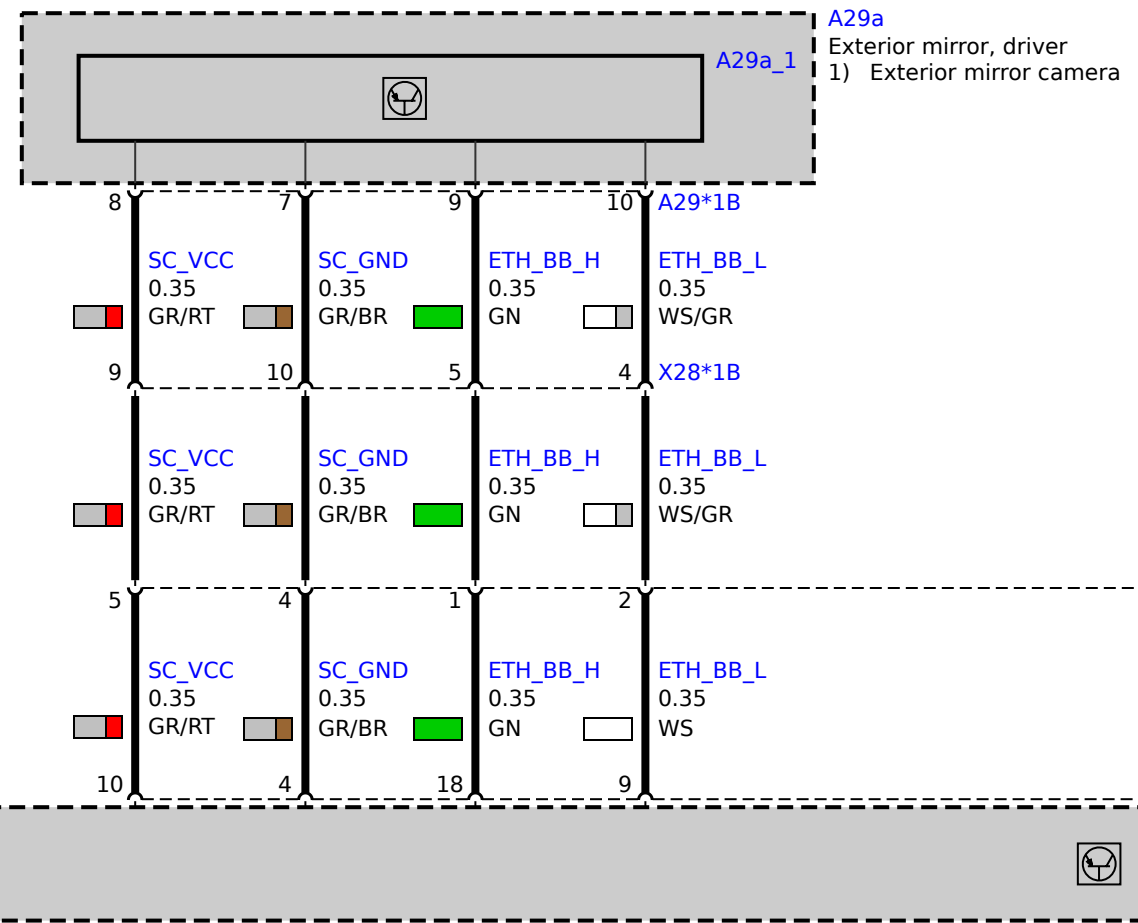 A29a
Exterior mirror, driver
1) Exterior mirror camera
A29a_1
8 7 9 10 A29*1B
SC_VCC SC_GND ETH_BB_H ETH_BB_L
0.35 0.35 0.35 0.35
GR/RT GR/BR GN WS/GR
9 10 5 4 X28*1B
SC_VCC SC_GND ETH_BB_H ETH_BB_L
0.35 0.35 0.35 0.35
GR/RT GR/BR GN WS/GR
5 4 1 2
SC_VCC SC_GND ETH_BB_H ETH_BB_L
0.35 0.35 0.35 0.35
GR/RT GR/BR GN WS
10 4 18 9